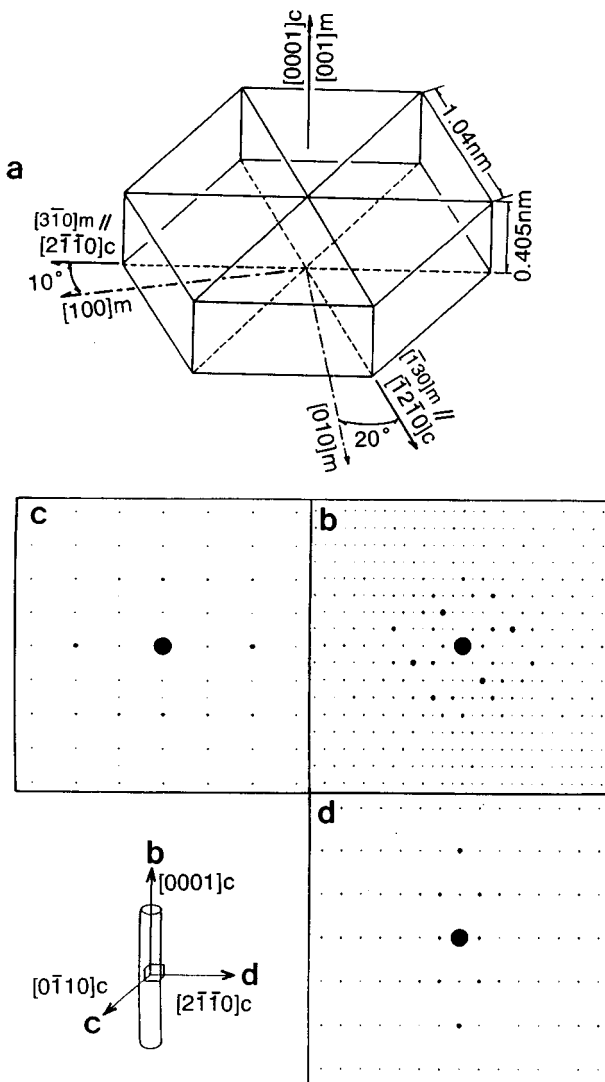 [0001]c
[001]m
a
1.04nm
0.405nm
[31̄0]m //
[21̄1̄0]c
10°
[100]m
[010]m
20°
[1̄30]m //
[1̄21̄0]c
c
b
d
b
[0001]c
[01̄10]c
c
[21̄1̄0]c
d